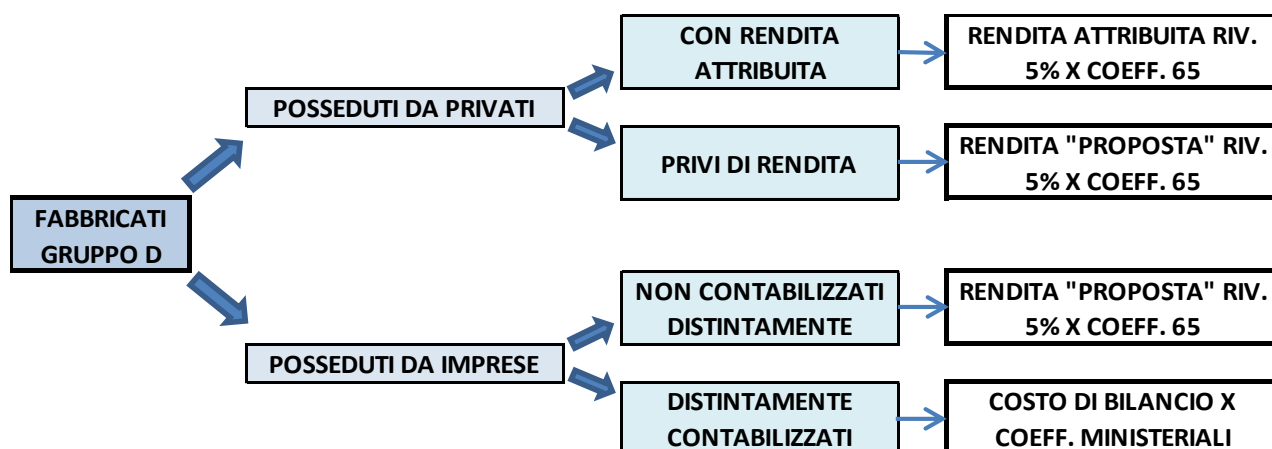 FABBRICATI
GRUPPO D
POSSEDUTI DA PRIVATI
CON RENDITA
ATTRIBUITA
RENDITA ATTRIBUITA RIV.
5% X COEFF. 65
PRIVI DI RENDITA
RENDITA "PROPOSTA" RIV.
5% X COEFF. 65
POSSEDUTI DA IMPRESE
NON CONTABILIZZATI
DISTINTAMENTE
RENDITA "PROPOSTA" RIV.
5% X COEFF. 65
DISTINTAMENTE
CONTABILIZZATI
COSTO DI BILANCIO X
COEFF. MINISTERIALI